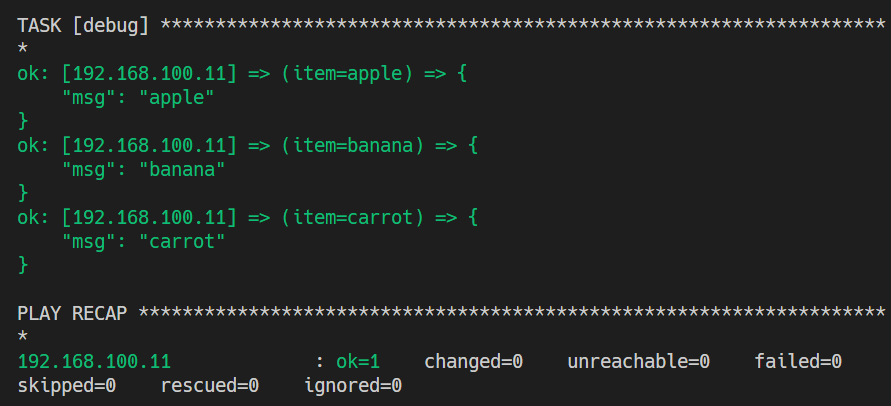 TASK [debug] ******************************************************************
*
ok: [192.168.100.11] => (item=apple) => {
    "msg": "apple"
}
ok: [192.168.100.11] => (item=banana) => {
    "msg": "banana"
}
ok: [192.168.100.11] => (item=carrot) => {
    "msg": "carrot"
}
PLAY RECAP ********************************************************************
*
192.168.100.11             : ok=1    changed=0    unreachable=0    failed=0
skipped=0    rescued=0    ignored=0